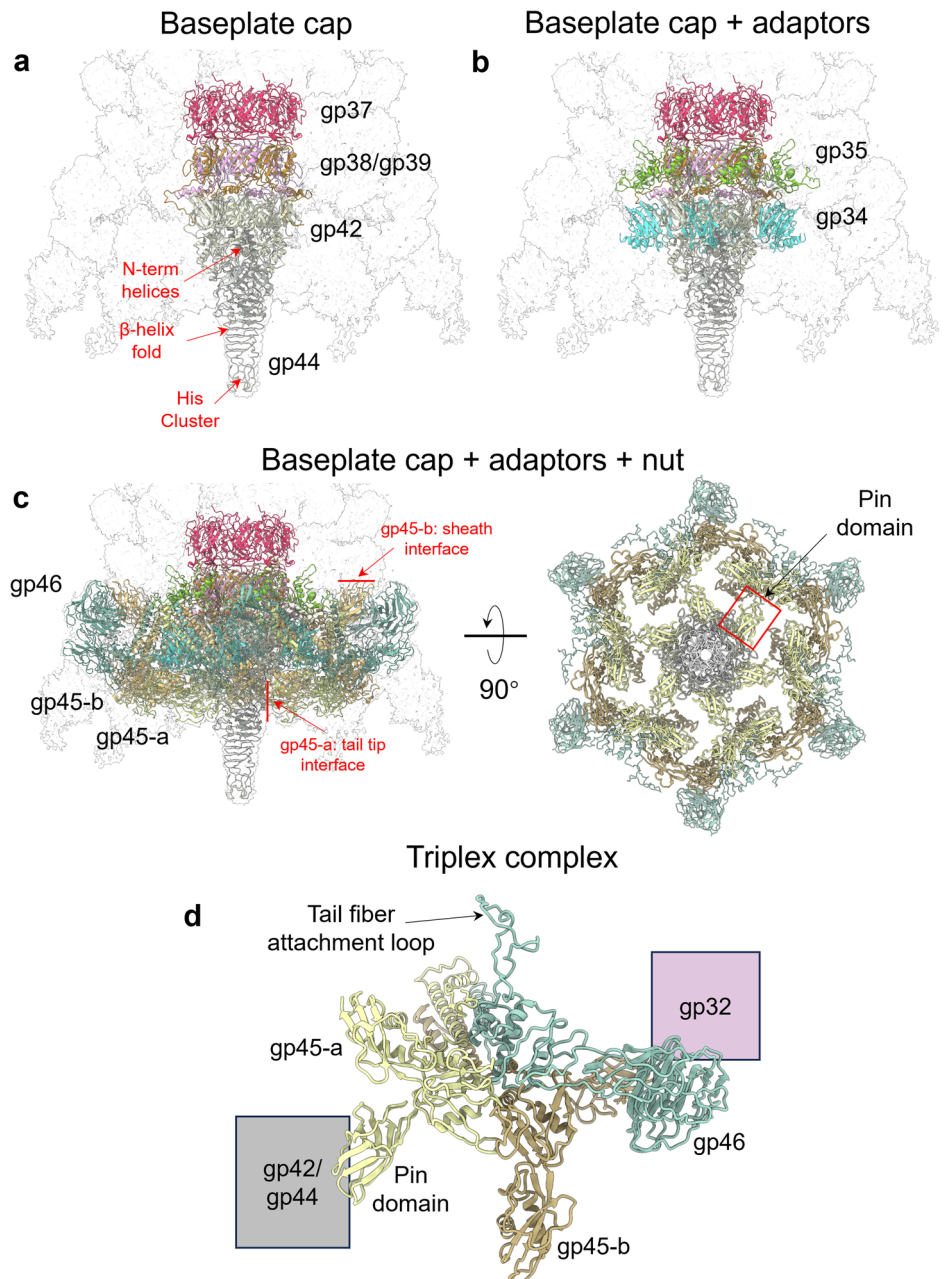 Baseplate cap
Baseplate cap + adaptors
a
gp37
gp38/gp39
gp42
N-term
helices
β-helix
fold
gp44
His
Cluster
b
gp35
gp34
Baseplate cap + adaptors + nut
c
gp45-b: sheath
interface
gp46
gp45-b
gp45-a
gp45-a: tail tip
interface
90°
Pin
domain
Triplex complex
d
Tail fiber
attachment loop
gp32
gp45-a
gp46
gp42/
gp44
Pin
domain
gp45-b